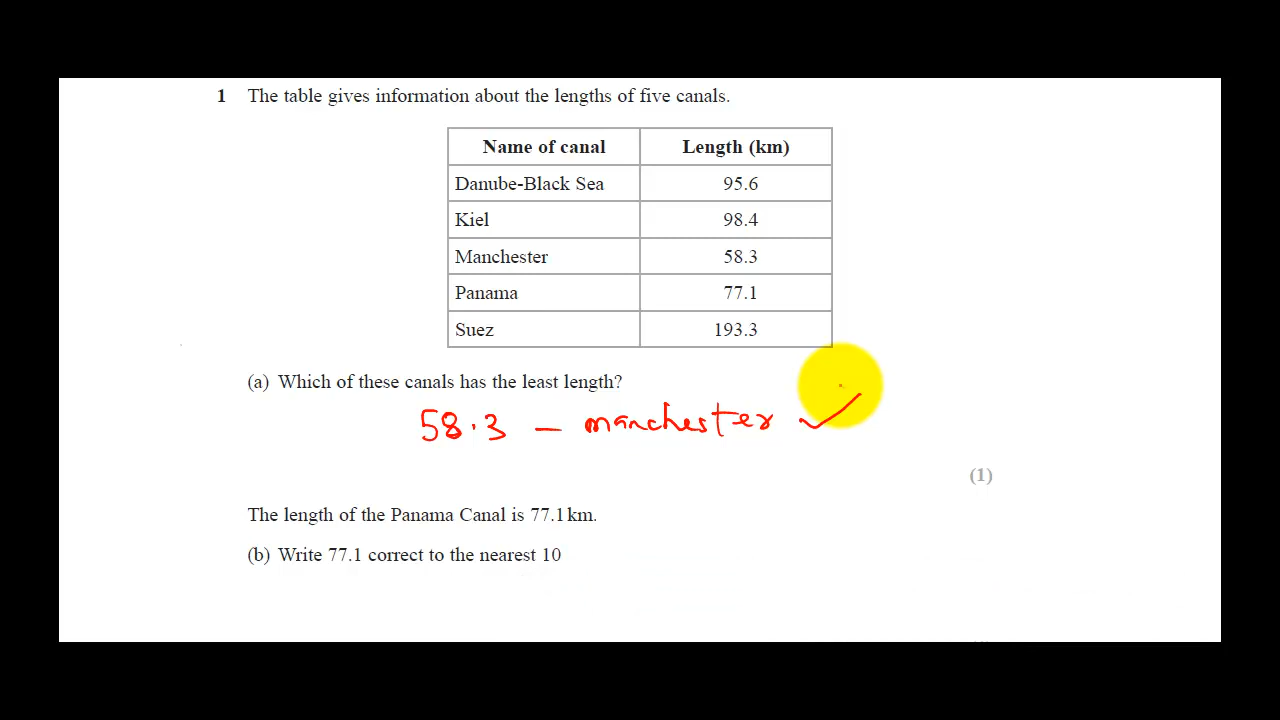 1 The table gives information about the lengths of five canals.
Name of canal Length (km)
Danube-Black Sea 95.6
Kiel 98.4
Manchester 58.3
Panama 77.1
Suez 193.3
(a) Which of these canals has the least length?
58.3 – manchester
(1)
The length of the Panama Canal is 77.1 km.
(b) Write 77.1 correct to the nearest 10